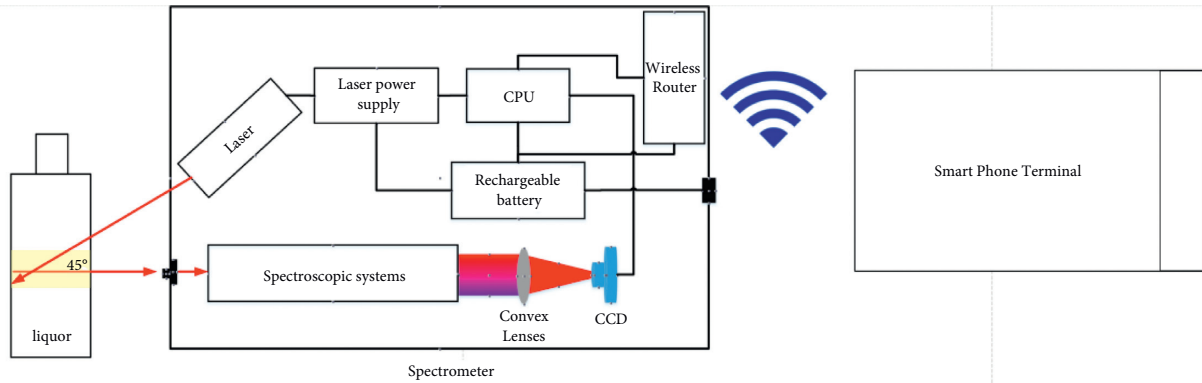 Wireless
Router
Laser power
supply
CPU
Laser
Rechargeable
battery
Smart Phone Terminal
45°
Spectroscopic systems
liquor
Convex
Lenses
CCD
Spectrometer